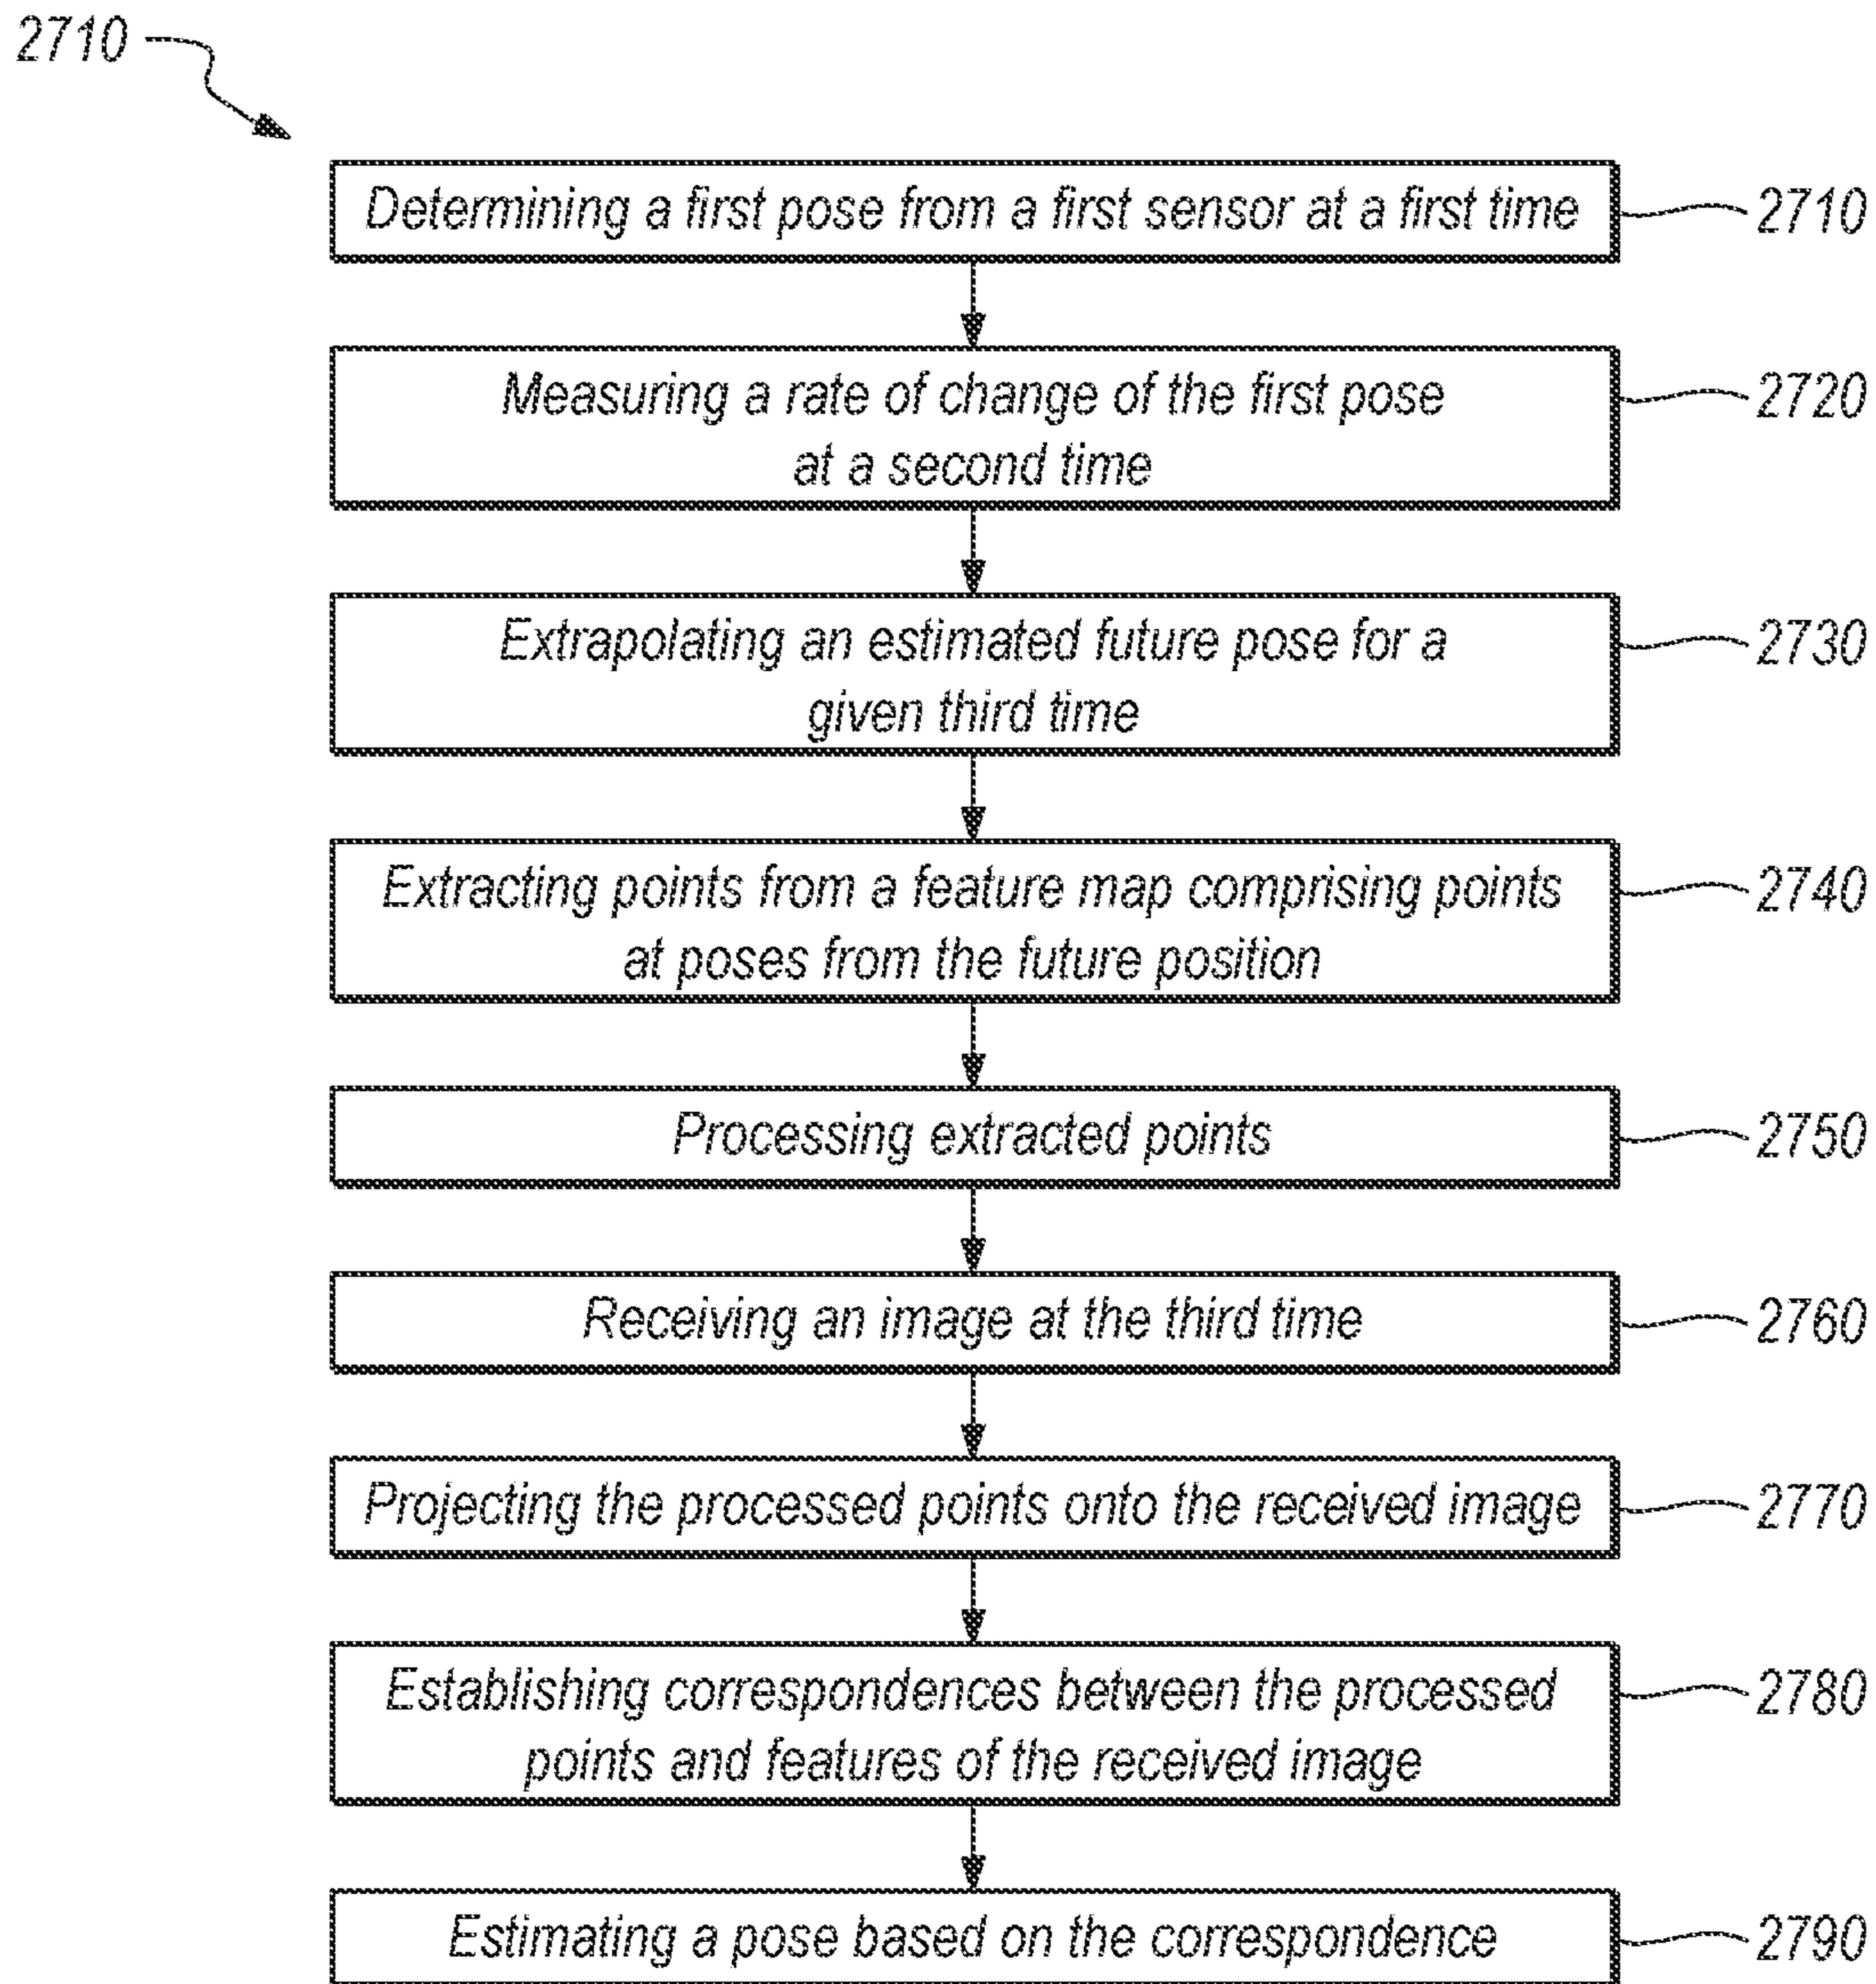 2710
Determining a first pose from a first sensor at a first time
2710
Measuring a rate of change of the first pose
at a second time
2720
Extrapolating an estimated future pose for a
given third time
2730
Extracting points from a feature map comprising points
at poses from the future position
2740
Processing extracted points
2750
Receiving an image at the third time
2760
Projecting the processed points onto the received image
2770
Establishing correspondences between the processed
points and features of the received image
2780
Estimating a pose based on the correspondence
2790